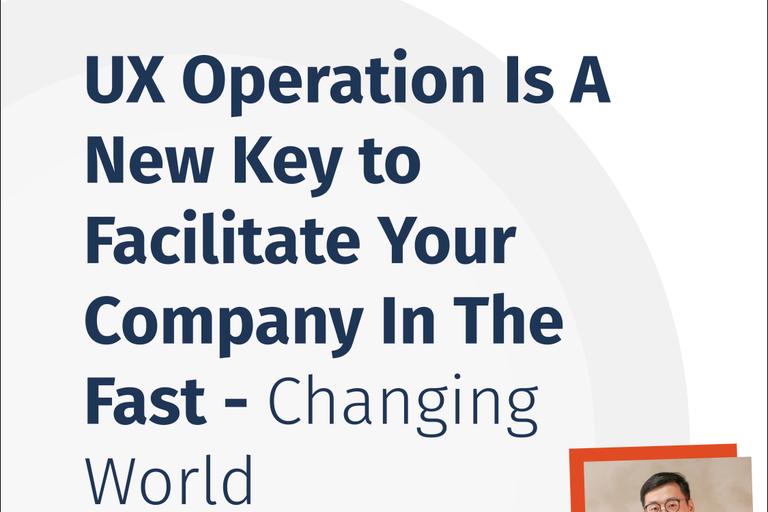 UX Operation Is A
New Key to
Facilitate Your
Company In The
Fast - Changing
World